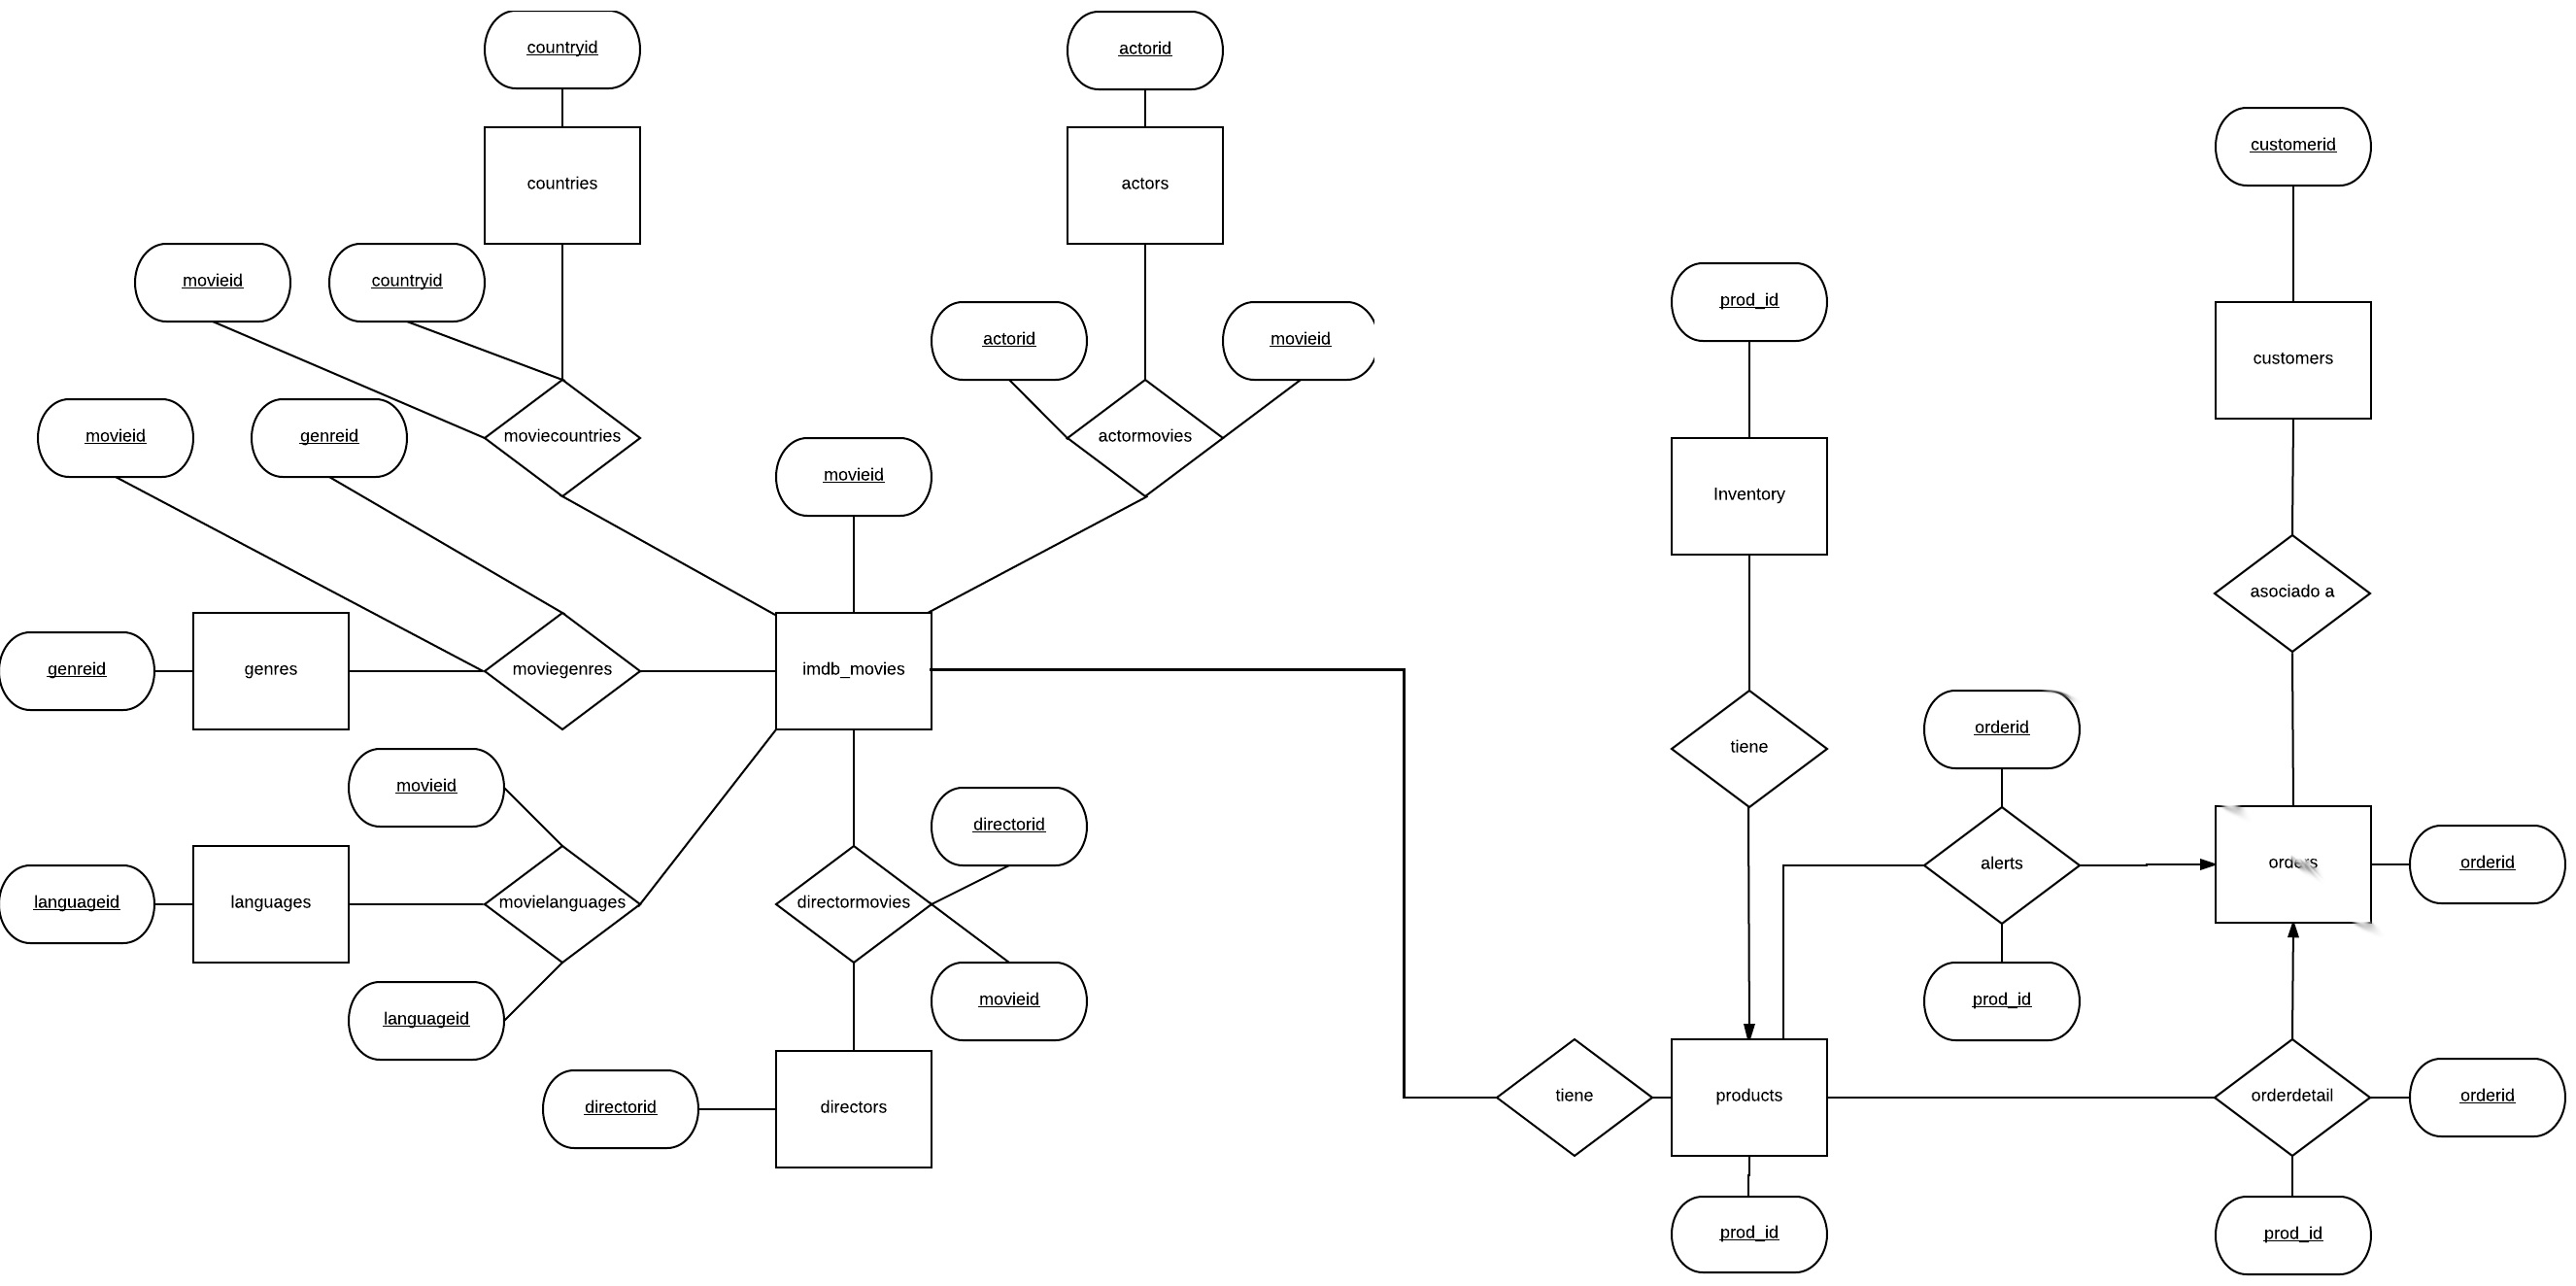 countryid
actorid
customerid
countries
actors
movieid
countryid
prod_id
actorid
movieid
customers
movieid
genreid
moviecountries
actormovies
movieid
Inventory
asociado a
genreid
genres
moviegenres
imdb_movies
orderid
tiene
movieid
directorid
alerts
orders
orderid
languageid
languages
movielanguages
directormovies
movieid
prod_id
languageid
directorid
directors
tiene
products
orderdetail
orderid
prod_id
prod_id